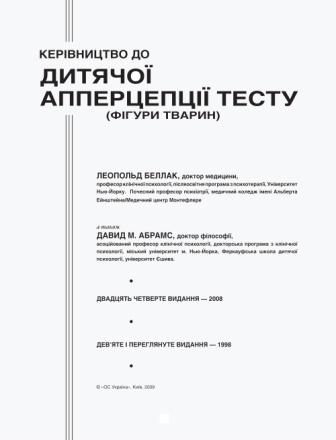 КЕРІВНИЦТВО ДО
ДИТЯЧОЇ
АППЕРЦЕПЦІЇ ТЕСТУ
(ФІГУРИ ТВАРИН)
ЛЕОПОЛЬД БЕЛЛАК, доктор медицини,
професор клінічної психології, післяосвітня програма з психотерапії, Університет
Нью-Йорку. Почесний професор психіатрії, медичний коледж імені Альберта
Ейнштейна/Медичний центр Монтефлере
а також
ДАВИД М. АБРАМС, доктор філософії,
асоційований професор клінічної психології, докторська програма з клінічної
психології, міський університет м. Нью-Йорка, Феркауфська школа дитячої
психології, університет Єшива.
•
ДВАДЦЯТЬ ЧЕТВЕРТЕ ВИДАННЯ — 2008
•
ДЕВ'ЯТЕ І ПЕРЕГЛЯНУТЕ ВИДАННЯ — 1998
•
© «ОС Україна», Київ, 2009